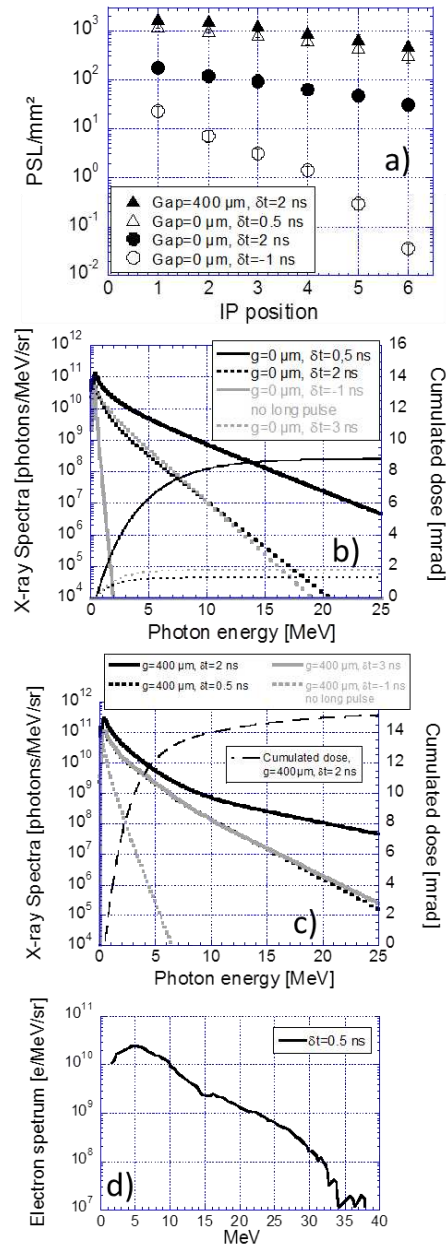 10⁴
10³
10²
10¹
10⁰
10⁻¹
10⁻²
PSL/mm²
a)
Gap=400 µm, δt=2 ns
Gap=0 µm, δt=0.5 ns
Gap=0 µm, δt=2 ns
Gap=0 µm, δt=-1 ns
0 1 2 3 4 5 6
IP position
10¹²
10¹¹
10¹⁰
10⁹
10⁸
10⁷
10⁶
10⁵
10⁴
X-ray Spectra [photons/MeV/sr]
g=0 µm, δt=0,5 ns
g=0 µm, δt=2 ns
g=0 µm, δt=-1 ns
no long pulse
g=0 µm, δt=3 ns
b)
16
14
12
10
8
6
4
2
0
Cumulated dose [mrad]
0 5 10 15 20 25
Photon energy [MeV]
g=400 µm, δt=2 ns
g=400 µm, δt=3 ns
g=400 µm, δt=0.5 ns
g=400 µm, δt=-1 ns
no long pulse
10¹²
10¹¹
10¹⁰
10⁹
10⁸
10⁷
10⁶
10⁵
10⁴
X-ray Spectra [photons/MeV/sr]
Cumulated dose,
g=400µm, δt=2 ns
c)
14
12
10
8
6
4
2
0
Cumulated dose [mrad]
0 5 10 15 20 25
Photon energy [MeV]
10¹¹
10¹⁰
10⁹
10⁸
10⁷
Electron spetrum [e/MeV/sr]
δt=0.5 ns
d)
0 5 10 15 20 25 30 35 40
MeV